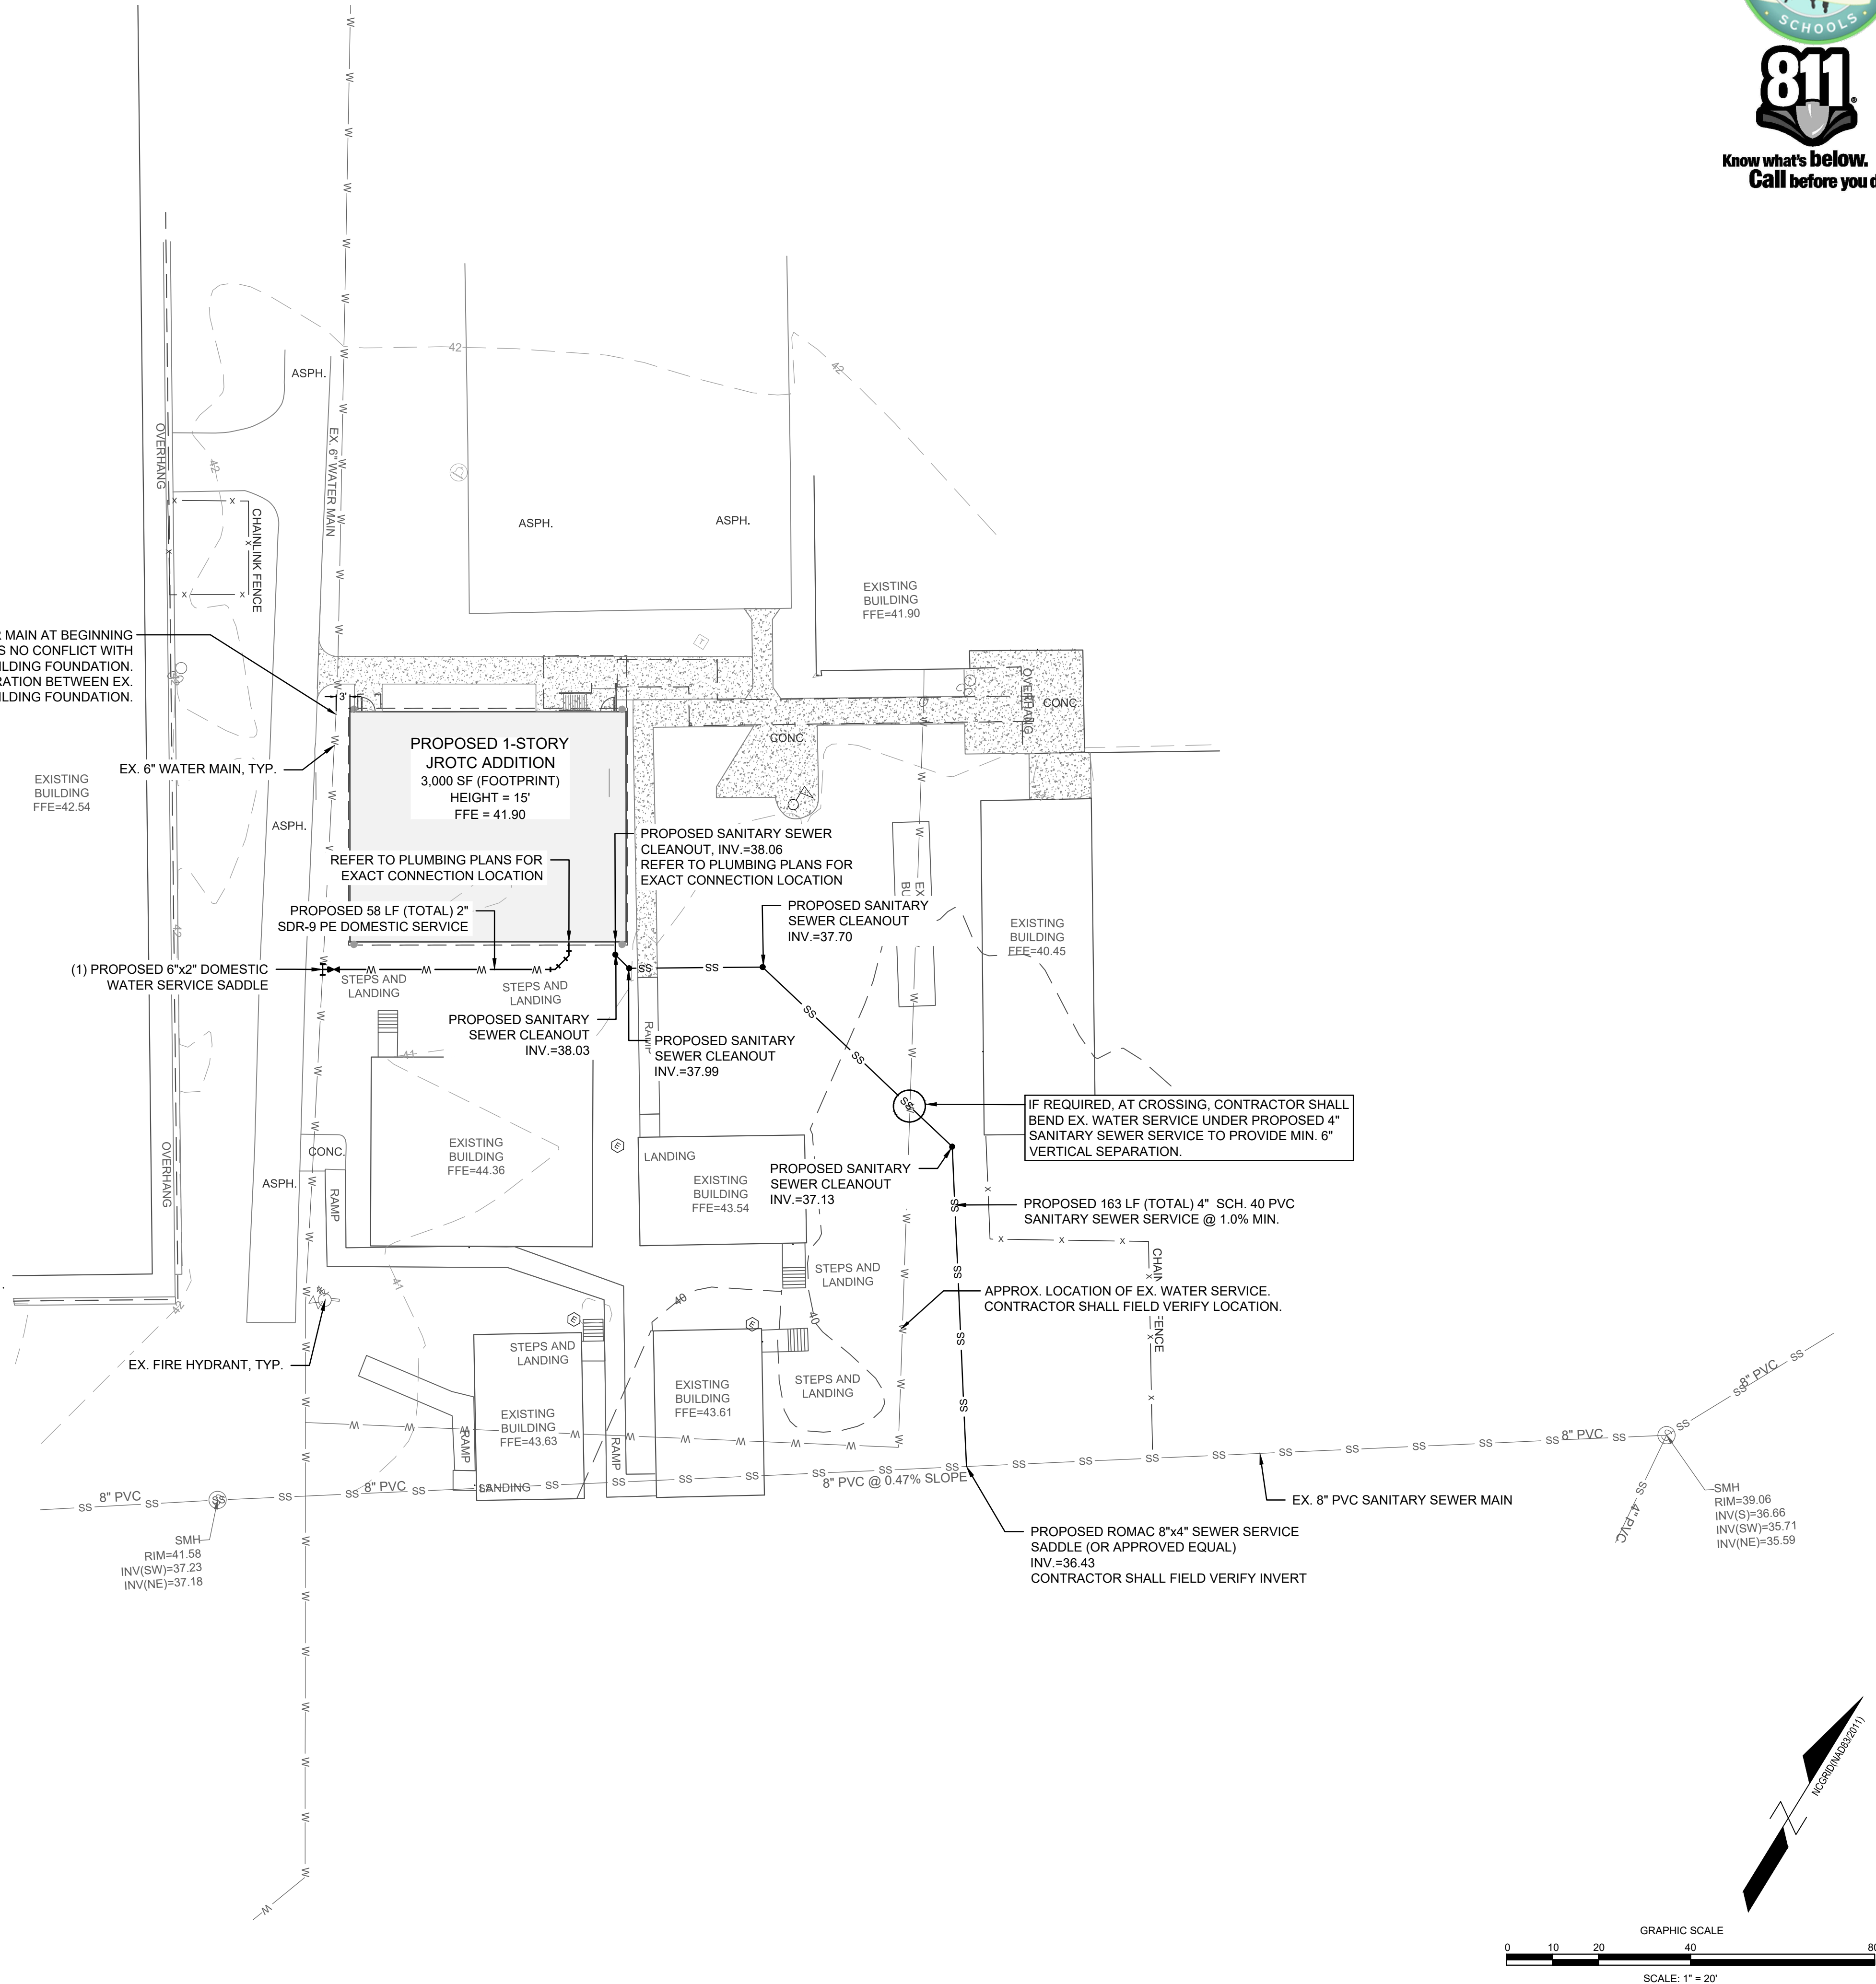 SCHOOLS
811
Know what's below.
Call before you
42
42
ASPH.
OVERHANG
42
EX. 6" WATER MAIN
CHAINLINK FENCE
ASPH.
ASPH.
EXISTING
BUILDING
FFE=41.90
MAIN AT BEGINNING
NO CONFLICT WITH
BUILDING FOUNDATION.
BETWEEN EX.
BUILDING FOUNDATION.
3'
T
OVERHANG
CONC.
CONC.
EX. 6" WATER MAIN, TYP.
EXISTING
BUILDING
FFE=42.54
ASPH.
PROPOSED 1-STORY
JROTC ADDITION
3,000 SF (FOOTPRINT)
HEIGHT = 15'
FFE = 41.90
REFER TO PLUMBING PLANS FOR
EXACT CONNECTION LOCATION
PROPOSED SANITARY SEWER
CLEANOUT, INV.=38.06
REFER TO PLUMBING PLANS FOR
EXACT CONNECTION LOCATION
PROPOSED 58 LF (TOTAL) 2"
SDR-9 PE DOMESTIC SERVICE
PROPOSED SANITARY
SEWER CLEANOUT
INV.=37.70
EX
BU
EXISTING
BUILDING
FFE=40.45
42
(1) PROPOSED 6"x2" DOMESTIC
WATER SERVICE SADDLE
STEPS AND
LANDING
STEPS AND
LANDING
PROPOSED SANITARY
SEWER CLEANOUT
INV.=38.03
RAMP
PROPOSED SANITARY
SEWER CLEANOUT
INV.=37.99
41
IF REQUIRED, AT CROSSING, CONTRACTOR SHALL
BEND EX. WATER SERVICE UNDER PROPOSED 4"
SANITARY SEWER SERVICE TO PROVIDE MIN. 6"
VERTICAL SEPARATION.
OVERHANG
CONC.
ASPH.
RAMP
EXISTING
BUILDING
FFE=44.36
E
LANDING
EXISTING
BUILDING
FFE=43.54
PROPOSED SANITARY
SEWER CLEANOUT
INV.=37.13
PROPOSED 163 LF (TOTAL) 4" SCH. 40 PVC
SANITARY SEWER SERVICE @ 1.0% MIN.
CHAIN
FENCE
STEPS AND
LANDING
APPROX. LOCATION OF EX. WATER SERVICE.
CONTRACTOR SHALL FIELD VERIFY LOCATION.
42
41
40
40
E
E
EX. FIRE HYDRANT, TYP.
STEPS AND
LANDING
STEPS AND
LANDING
EXISTING
BUILDING
FFE=43.63
EXISTING
BUILDING
FFE=43.61
RAMP
RAMP
LANDING
8" PVC
8" PVC
8" PVC @ 0.47% SLOPE
8" PVC
8" PVC
4" PVC
EX. 8" PVC SANITARY SEWER MAIN
SMH
RIM=41.58
INV(SW)=37.23
INV(NE)=37.18
SMH
RIM=39.06
INV(S)=36.66
INV(SW)=35.71
INV(NE)=35.59
PROPOSED ROMAC 8"x4" SEWER SERVICE
SADDLE (OR APPROVED EQUAL)
INV.=36.43
CONTRACTOR SHALL FIELD VERIFY INVERT
NCGRID(NAD83/2011)
GRAPHIC SCALE
0 10 20 40 80
SCALE: 1" = 20'